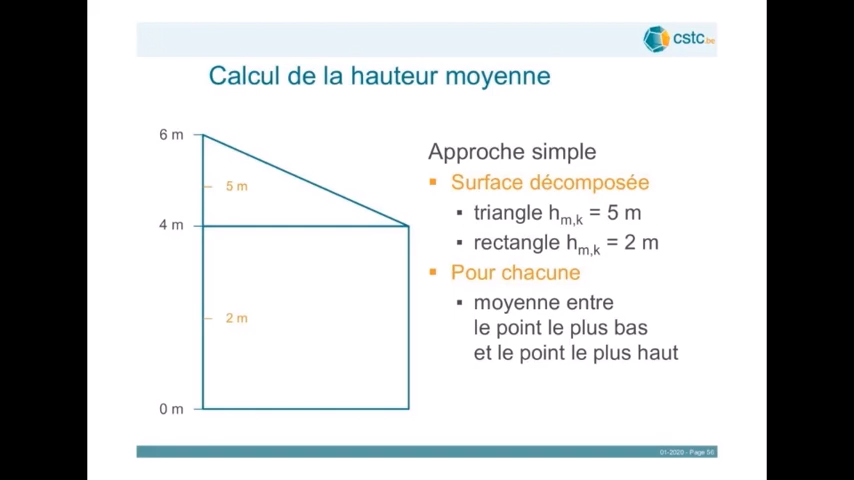 cstc.be
Calcul de la hauteur moyenne
6 m
5 m
4 m
2 m
0 m
Approche simple
▪ Surface décomposée
▪ triangle hm,k = 5 m
▪ rectangle hm,k = 2 m
▪ Pour chacune
▪ moyenne entre
le point le plus bas
et le point le plus haut
01-2020 - Page 56